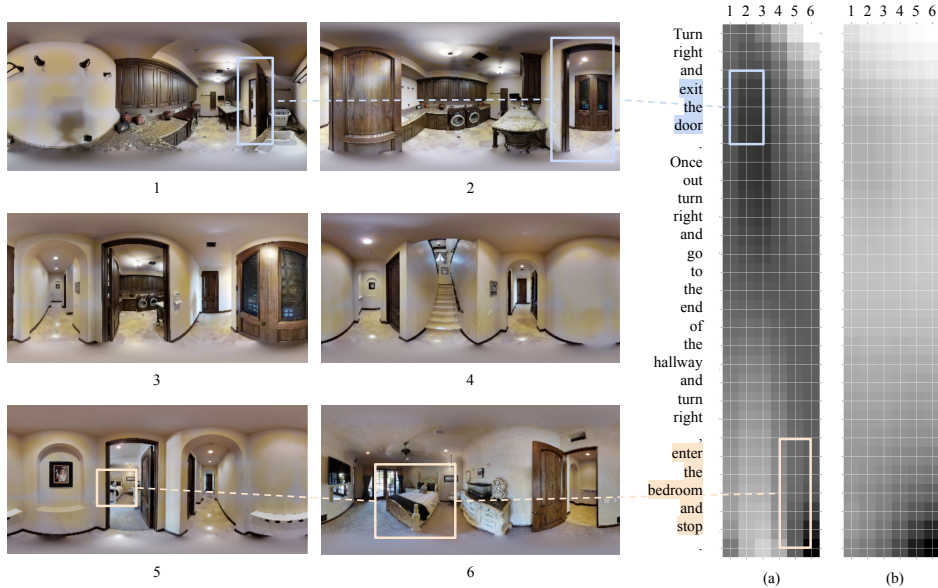 1 2 3 4 5 6 1 2 3 4 5 6
Turn
right
and
exit
the
door
.
Once
out
turn
right
and
go
to
the
end
of
the
hallway
and
turn
right
,
enter
the
bedroom
and
stop
.
1 2
3 4
5 6
(a) (b)